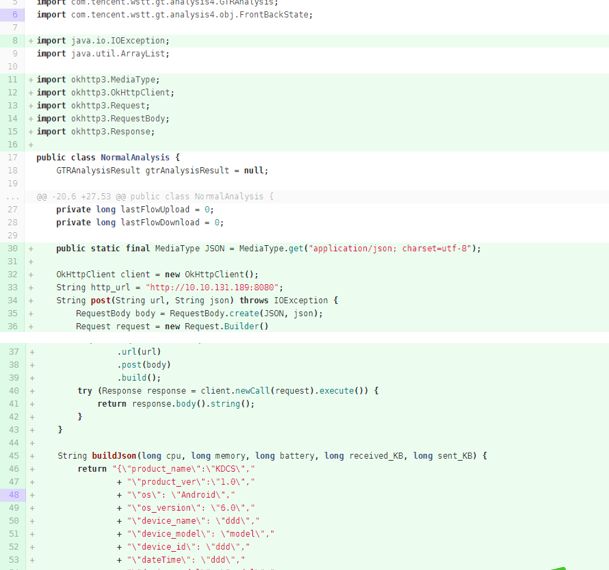 5 import com.tencent.wstt.gt.analysis4.GTRAnalysis;
6 import com.tencent.wstt.gt.analysis4.obj.FrontBackState;
7
8 + import java.io.IOException;
9 import java.util.ArrayList;
10
11 + import okhttp3.MediaType;
12 + import okhttp3.OkHttpClient;
13 + import okhttp3.Request;
14 + import okhttp3.RequestBody;
15 + import okhttp3.Response;
16 +
17 public class NormalAnalysis {
18 GTRAnalysisResult gtrAnalysisResult = null;
19
... @@ -20,6 +27,53 @@ public class NormalAnalysis {
27 private long lastFlowUpload = 0;
28 private long lastFlowDownload = 0;
29
30 + public static final MediaType JSON = MediaType.get("application/json; charset=utf-8");
31 +
32 + OkHttpClient client = new OkHttpClient();
33 + String http_url = "http://10.10.131.189:8080";
34 + String post(String url, String json) throws IOException {
35 + RequestBody body = RequestBody.create(JSON, json);
36 + Request request = new Request.Builder()
37 + .url(url)
38 + .post(body)
39 + .build();
40 + try (Response response = client.newCall(request).execute()) {
41 + return response.body().string();
42 + }
43 + }
44 +
45 + String buildJson(long cpu, long memory, long battery, long received_KB, long sent_KB) {
46 + return "{\"product_name\":\"KDCS\","
47 + + "\"product_ver\":\"1.0\","
48 + + "\"os\": \"Android\","
49 + + "\"os_version\": \"6.0\","
50 + + "\"device_name\": \"ddd\","
51 + + "\"device_model\": \"model\","
52 + + "\"device_id\": \"ddd\","
53 + + "\"dateTime\": \"ddd\","